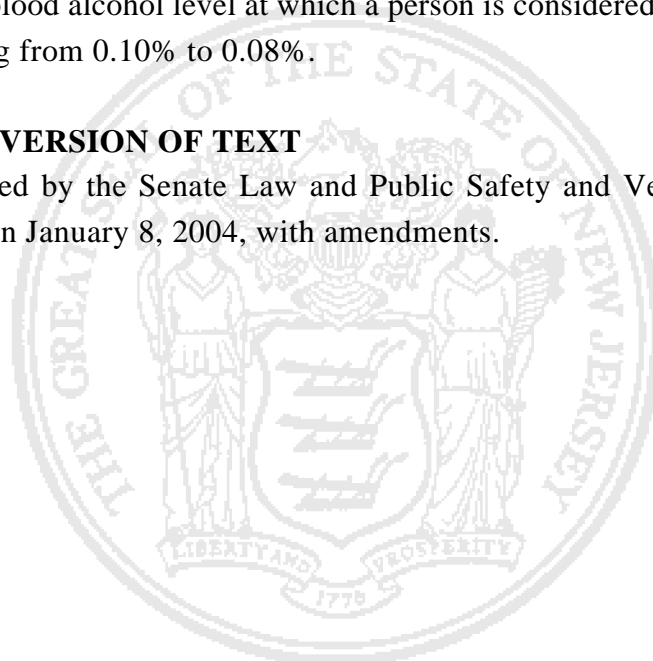 blood alcohol level at which a person is considered
g from 0.10% to 0.08%.
VERSION OF TEXT
ed by the Senate Law and Public Safety and Ve
n January 8, 2004, with amendments.
THE GREAT SEAL OF THE STATE OF NEW JERSEY
LIBERTY AND PROSPERITY
1776